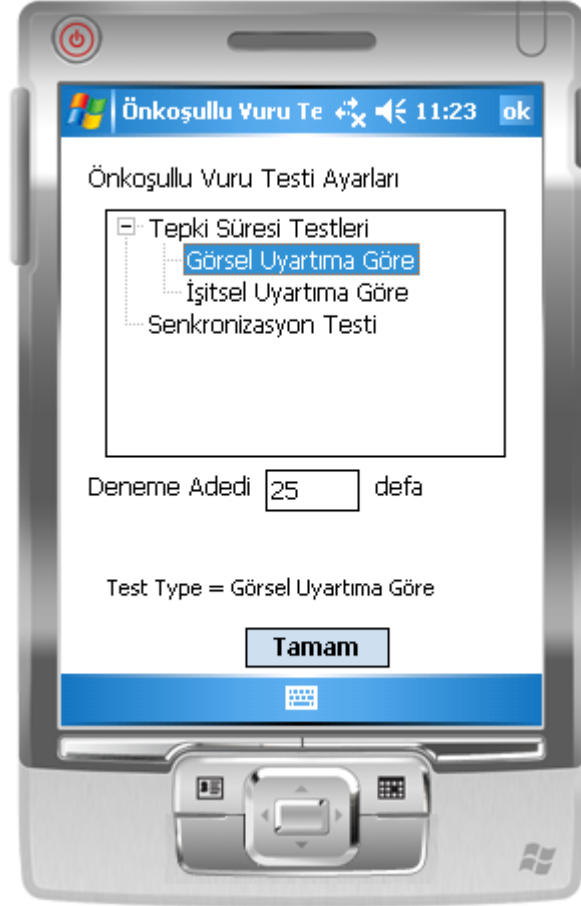 Önkoşullu Vuru Te 11:23 ok
Önkoşullu Vuru Testi Ayarları
Tepki Süresi Testleri
Görsel Uyartıma Göre
İşitsel Uyartıma Göre
Senkronizasyon Testi
Deneme Adedi 25 defa
Test Type = Görsel Uyartıma Göre
Tamam